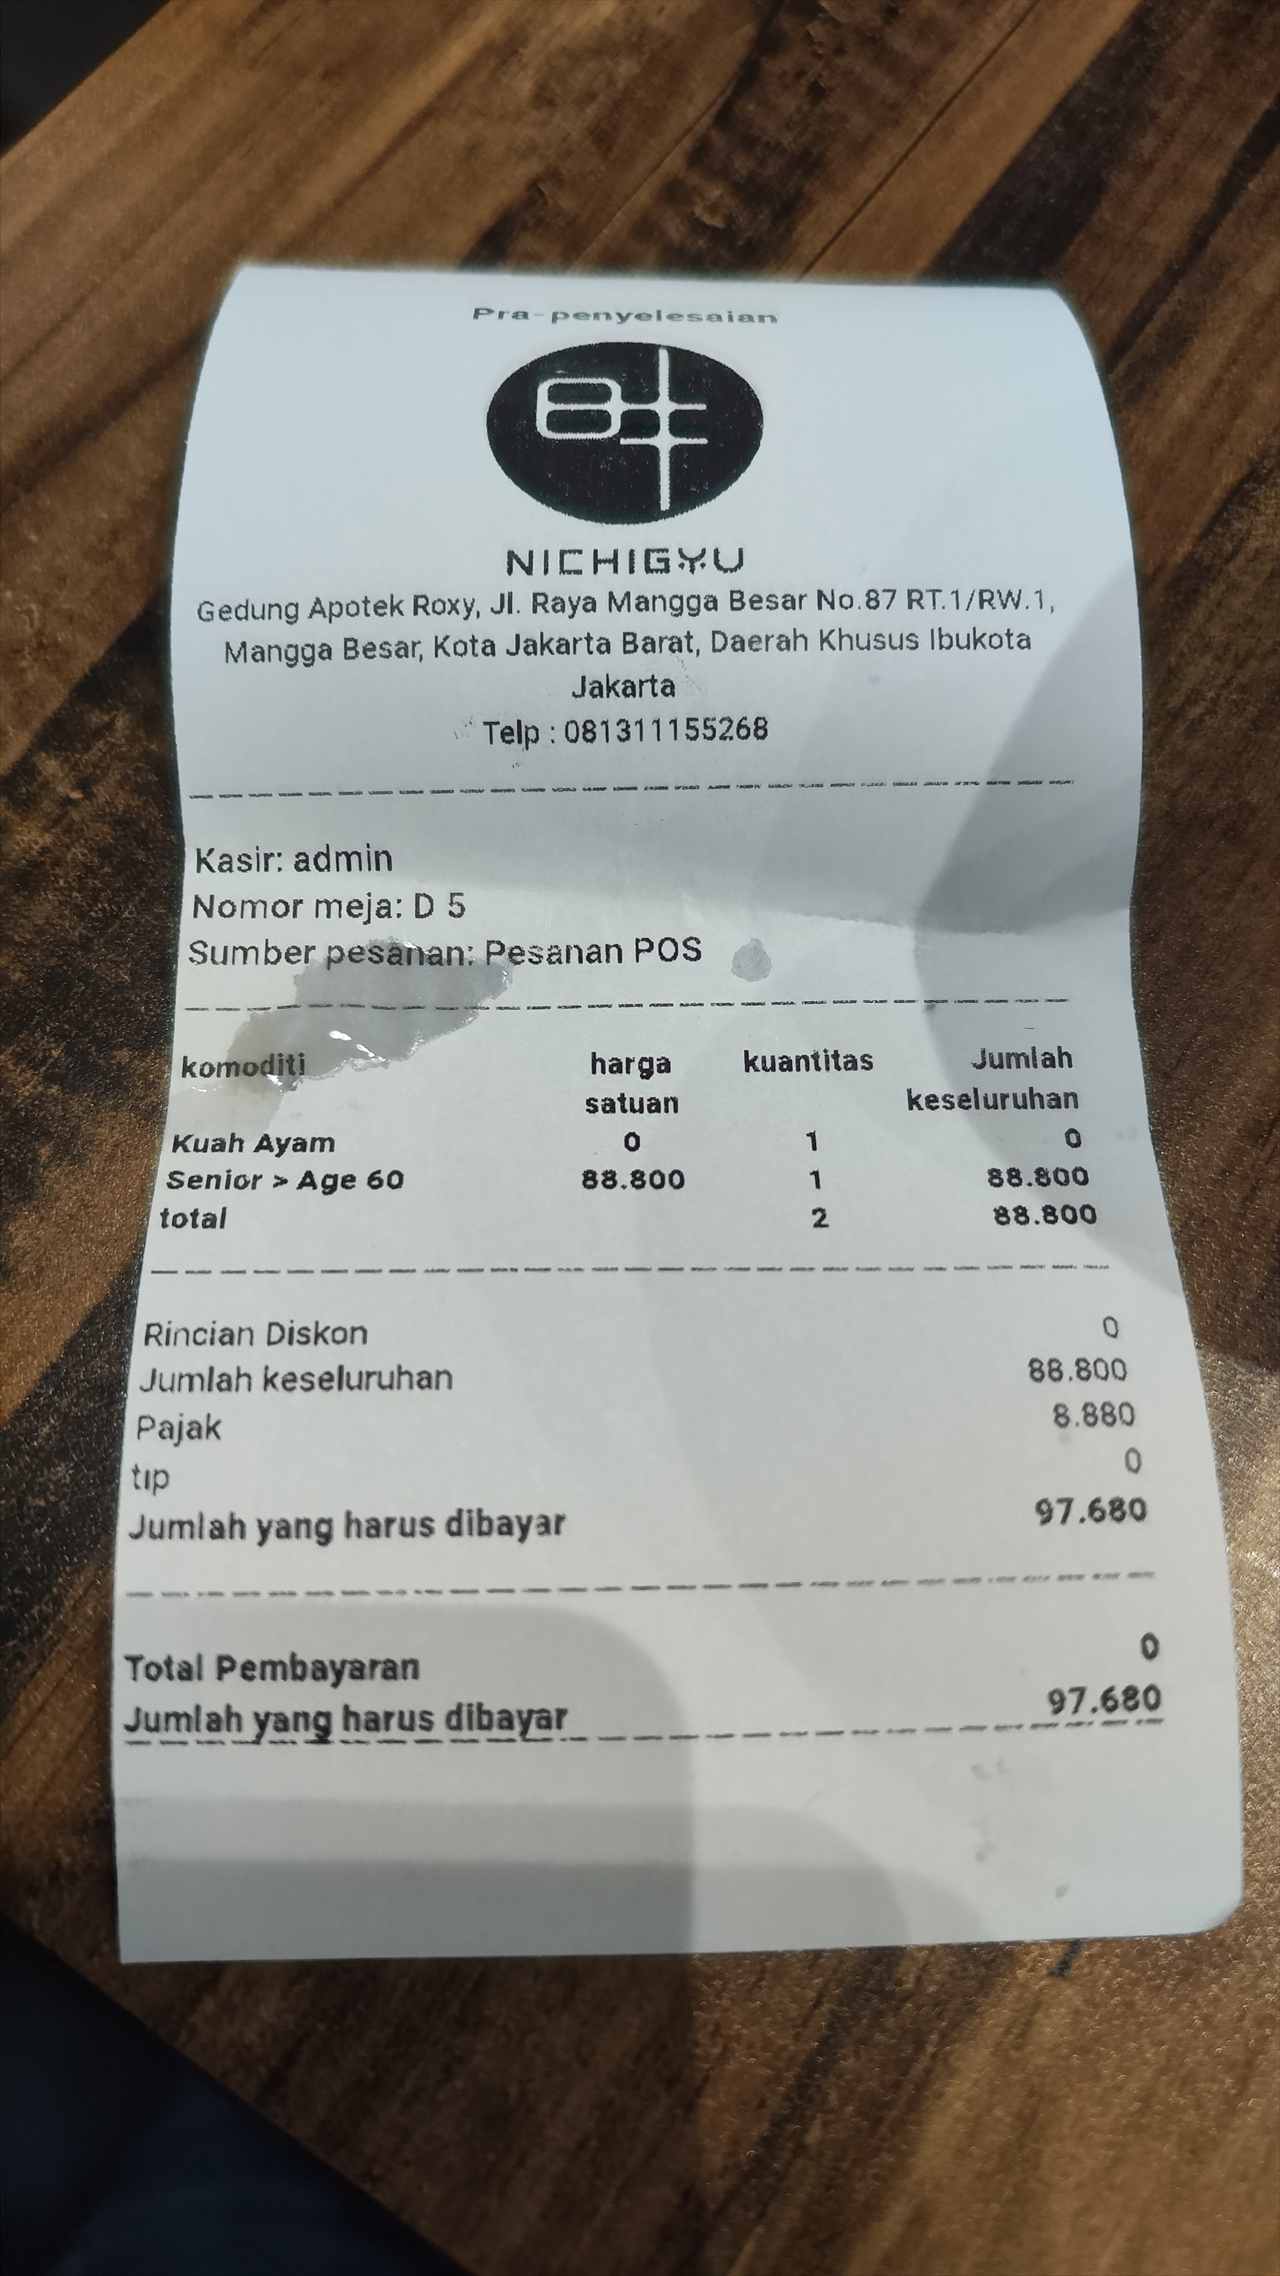 Pra-penyelesaian
NICHIGYU
Gedung Apotek Roxy, Jl. Raya Mangga Besar No.87 RT.1/RW.1,
Mangga Besar, Kota Jakarta Barat, Daerah Khusus Ibukota
Jakarta
Telp : 081311155268
Kasir: admin
Nomor meja: D 5
Sumber pesanan: Pesanan POS
komoditi harga satuan kuantitas Jumlah keseluruhan
Kuah Ayam 0 1 0
Senior > Age 60 88.800 1 88.800
total 2 88.800
Rincian Diskon 0
Jumlah keseluruhan 88.800
Pajak 8.880
tip 0
Jumlah yang harus dibayar 97.680
Total Pembayaran 0
Jumlah yang harus dibayar 97.680